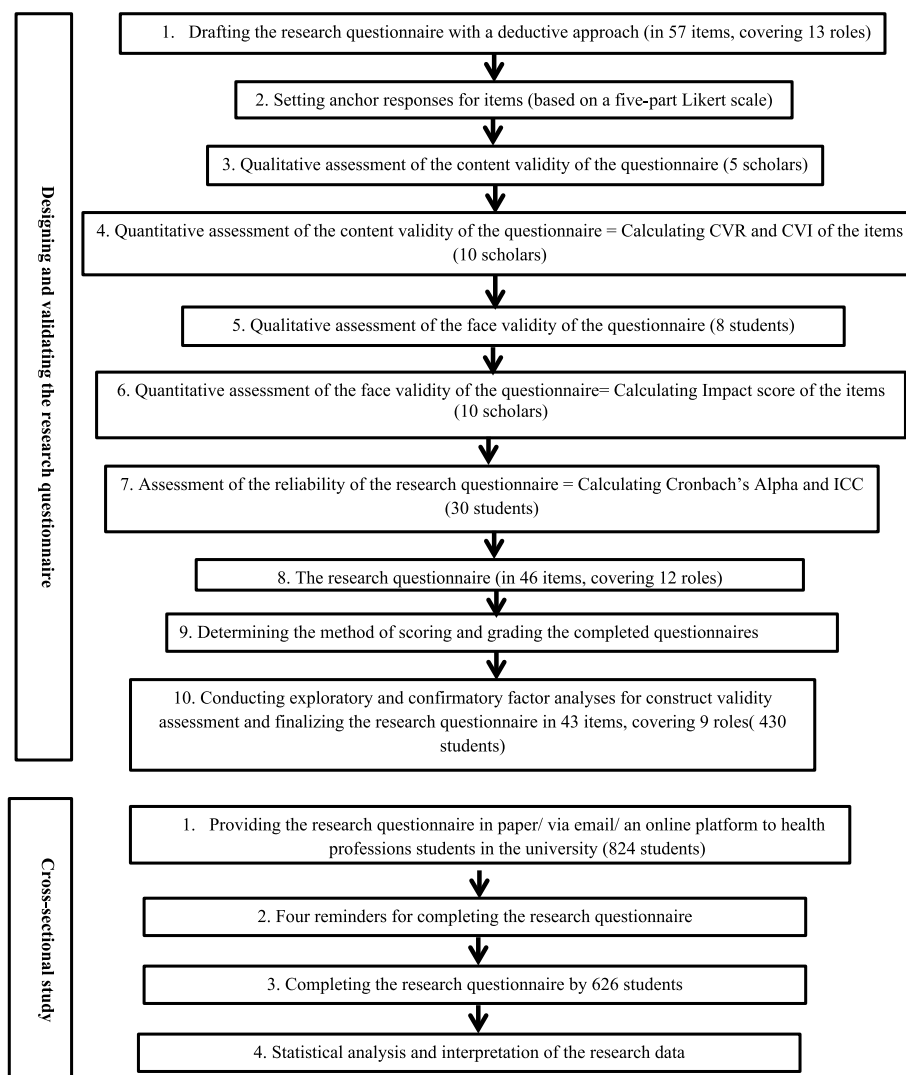 Designing and validating the research questionnaire
1. Drafting the research questionnaire with a deductive approach (in 57 items, covering 13 roles)
2. Setting anchor responses for items (based on a five-part Likert scale)
3. Qualitative assessment of the content validity of the questionnaire (5 scholars)
4. Quantitative assessment of the content validity of the questionnaire = Calculating CVR and CVI of the items
(10 scholars)
5. Qualitative assessment of the face validity of the questionnaire (8 students)
6. Quantitative assessment of the face validity of the questionnaire= Calculating Impact score of the items
(10 scholars)
7. Assessment of the reliability of the research questionnaire = Calculating Cronbach's Alpha and ICC
(30 students)
8. The research questionnaire (in 46 items, covering 12 roles)
9. Determining the method of scoring and grading the completed questionnaires
10. Conducting exploratory and confirmatory factor analyses for construct validity
assessment and finalizing the research questionnaire in 43 items, covering 9 roles( 430
students)
Cross-sectional study
1. Providing the research questionnaire in paper/ via email/ an online platform to health
professions students in the university (824 students)
2. Four reminders for completing the research questionnaire
3. Completing the research questionnaire by 626 students
4. Statistical analysis and interpretation of the research data